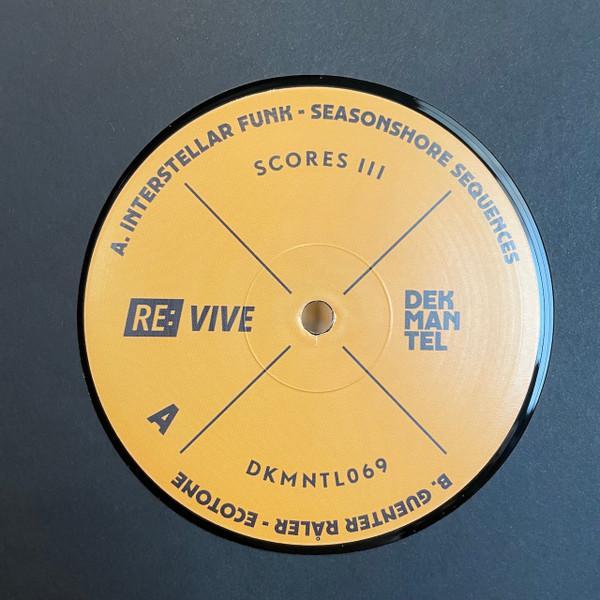 A. INTERSTELLAR FUNK - SEASONSHORE SEQUENCES
SCORES III
RE: VIVE
DEK
MAN
TEL
A
DKMNTL069
B. GUENTER RÅLER - ECOTONE